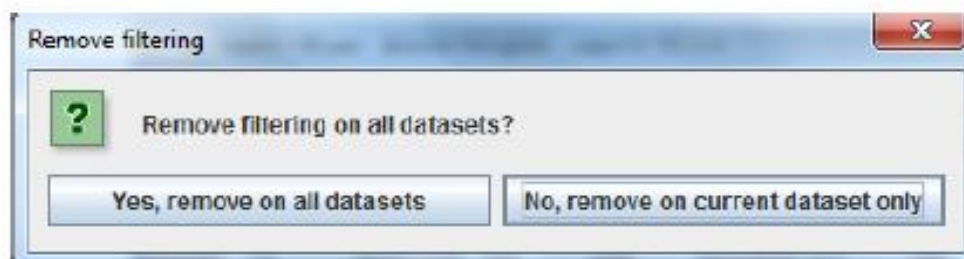 Remove filtering
?
Remove filtering on all datasets?
Yes, remove on all datasets
No, remove on current dataset only